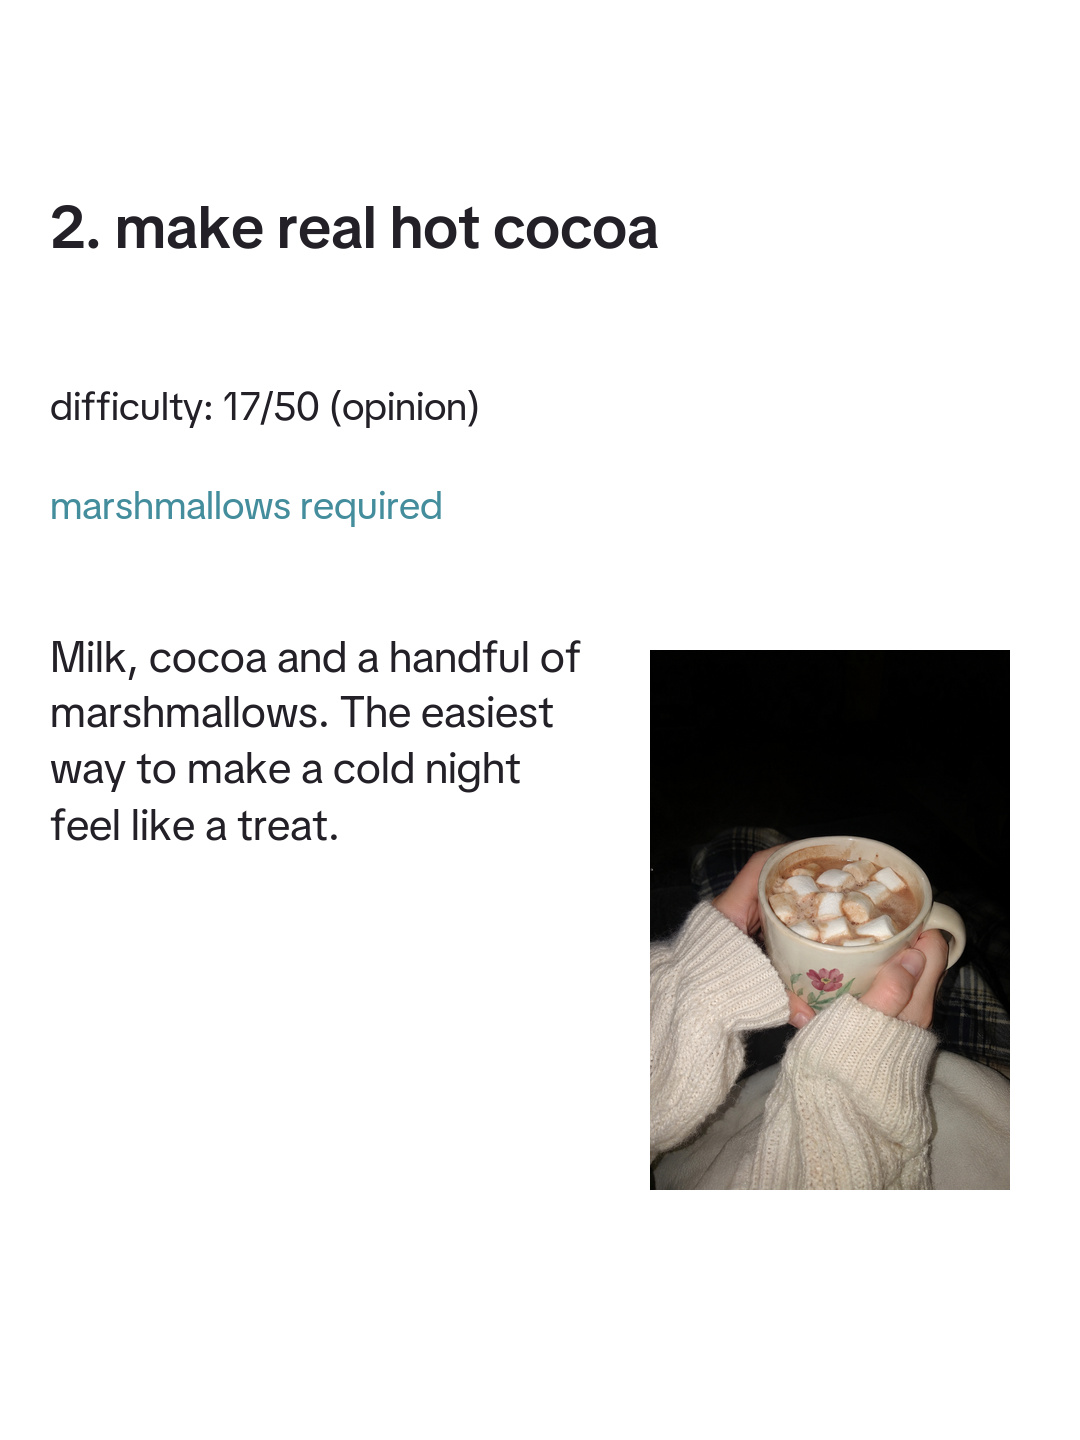 2. make real hot cocoa
difficulty: 17/50 (opinion)
marshmallows required
Milk, cocoa and a handful of
marshmallows. The easiest
way to make a cold night
feel like a treat.